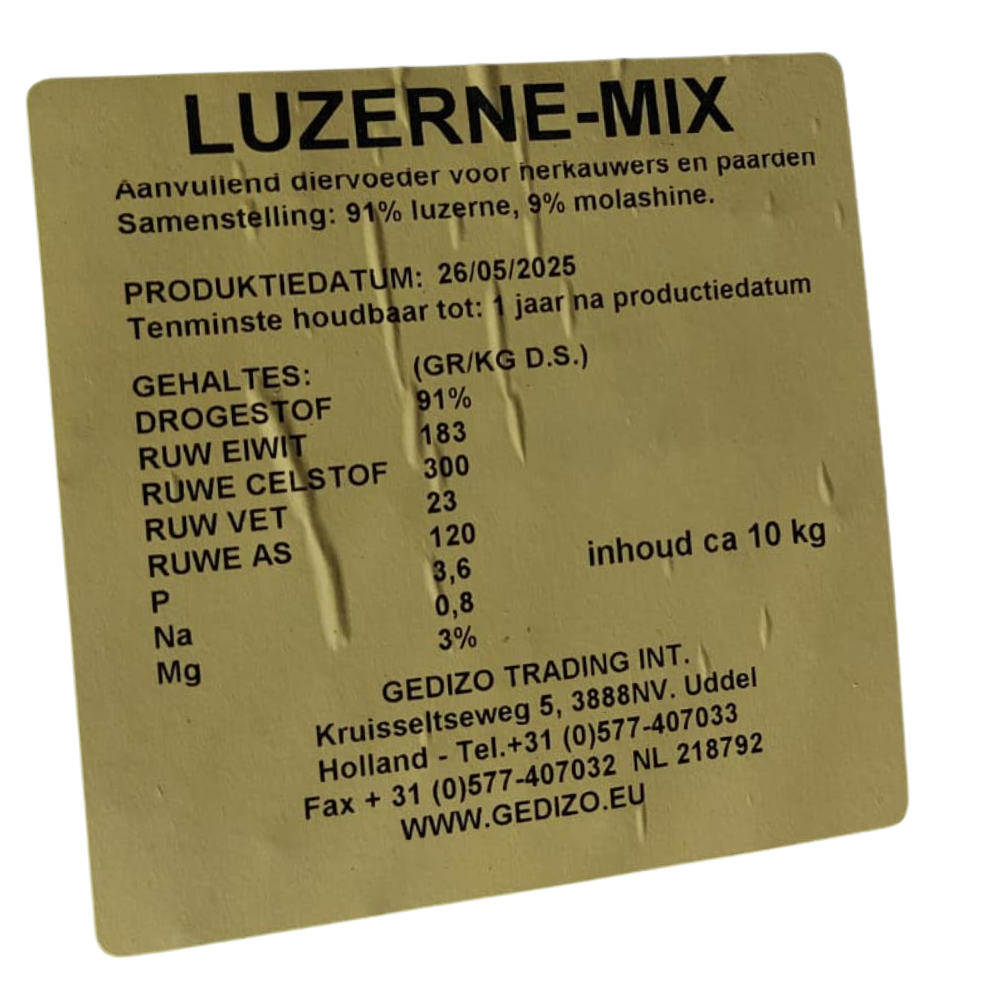 LUZERNE-MIX
Aanvullend diervoeder voor herkauwers en paarden
Samenstelling: 91% luzerne, 9% molashine.
PRODUKTIEDATUM: 26/05/2025
Tenminste houdbaar tot: 1 jaar na productiedatum
GEHALTES: (GR/KG D.S.)
DROGESTOF 91%
RUW EIWIT 183
RUWE CELSTOF 300
RUW VET 23
RUWE AS 120
P 3,6
Na 0,8
Mg 3%
inhoud ca 10 kg
GEDIZO TRADING INT.
Kruisseltseweg 5, 3888NV. Uddel
Holland - Tel.+31 (0)577-407033
Fax + 31 (0)577-407032 NL 218792
WWW.GEDIZO.EU